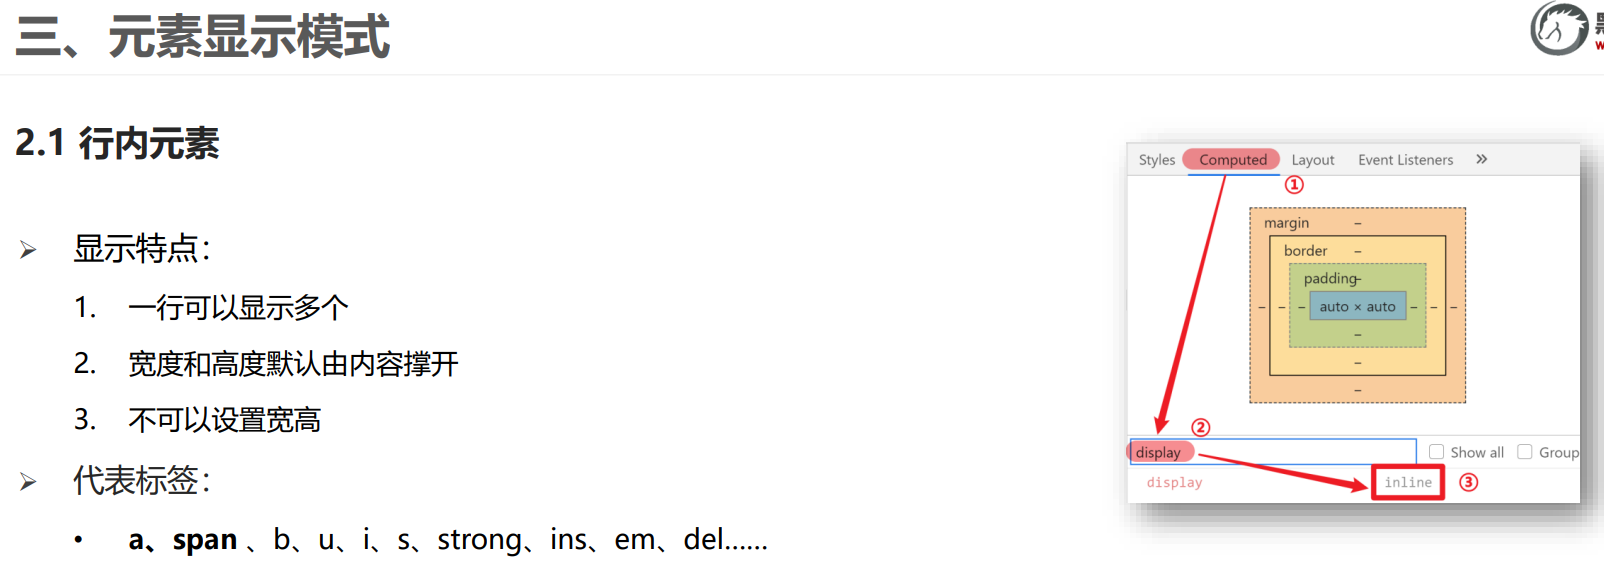 三、元素显示模式
2.1 行内元素
➢ 显示特点：
1. 一行可以显示多个
2. 宽度和高度默认由内容撑开
3. 不可以设置宽高
➢ 代表标签：
• a、span 、b、u、i、s、strong、ins、em、del……
Styles Computed Layout Event Listeners »
①
margin –
border –
padding –
– – – auto × auto – – –
–
–
–
②
display Show all Group
display inline ③